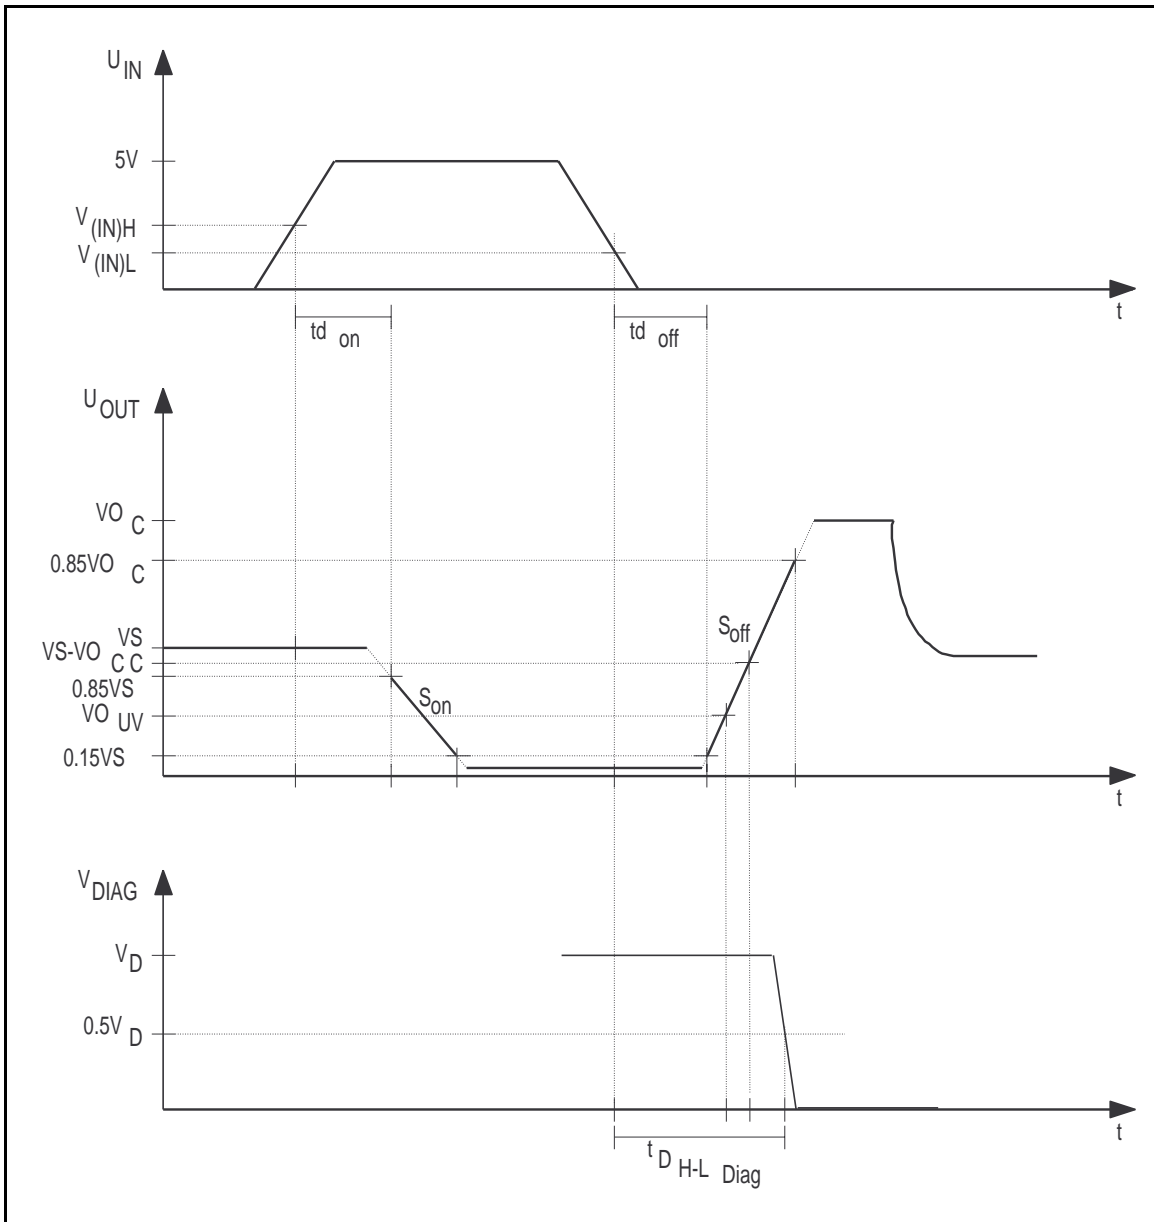 U IN
5V
V (IN)H
V (IN)L
t
td on
td off
U OUT
VO C
0.85VO C
S off
VS
VS-VO C C
0.85VS
S on
VO UV
0.15VS
t
V DIAG
V D
0.5V D
t
t D H-L Diag